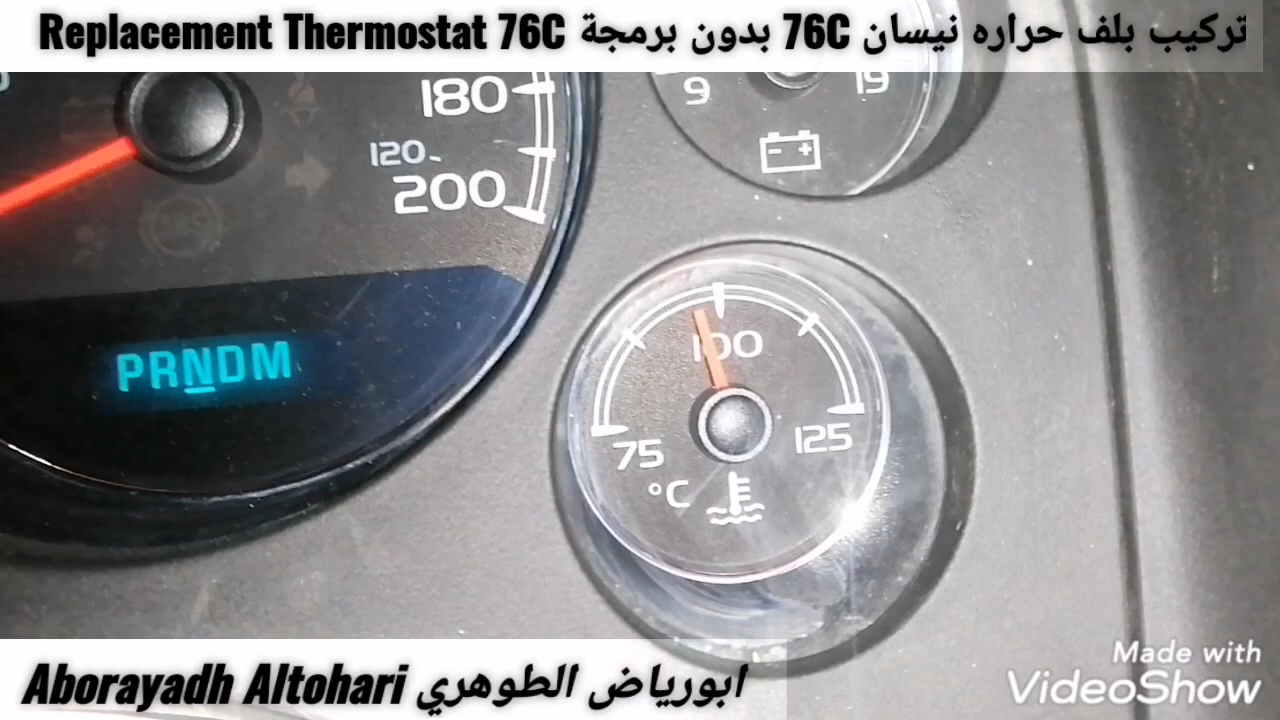 Replacement Thermostat 76C تركيب بلف حراره نيسان 76C بدون برمجة
180
120
200
9
19
PRNDM
100
75
125
°C
Aborayadh Altohari ابورياض الطوهري
Made with
VideoShow